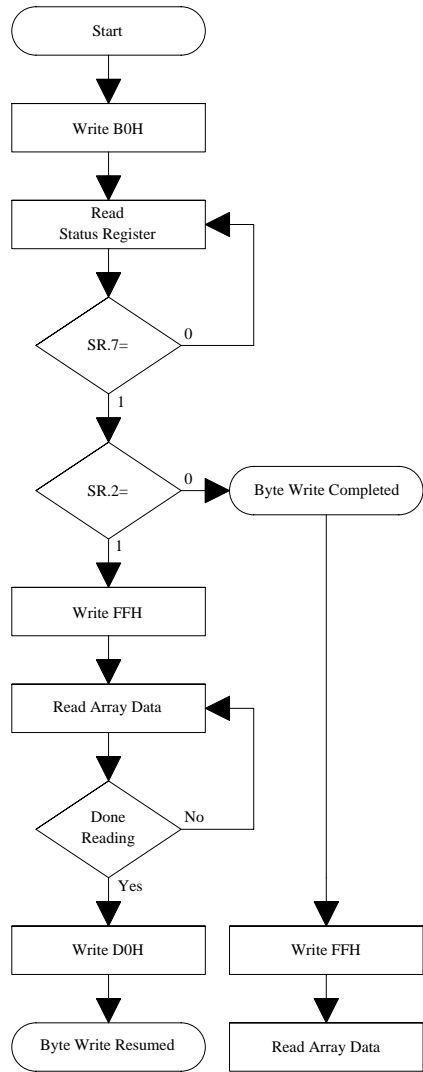 Start
Write B0H
Read
Status Register
SR.7=
0
1
SR.2=
0
Byte Write Completed
1
Write FFH
Read Array Data
Done
Reading
No
Yes
Write D0H
Write FFH
Byte Write Resumed
Read Array Data